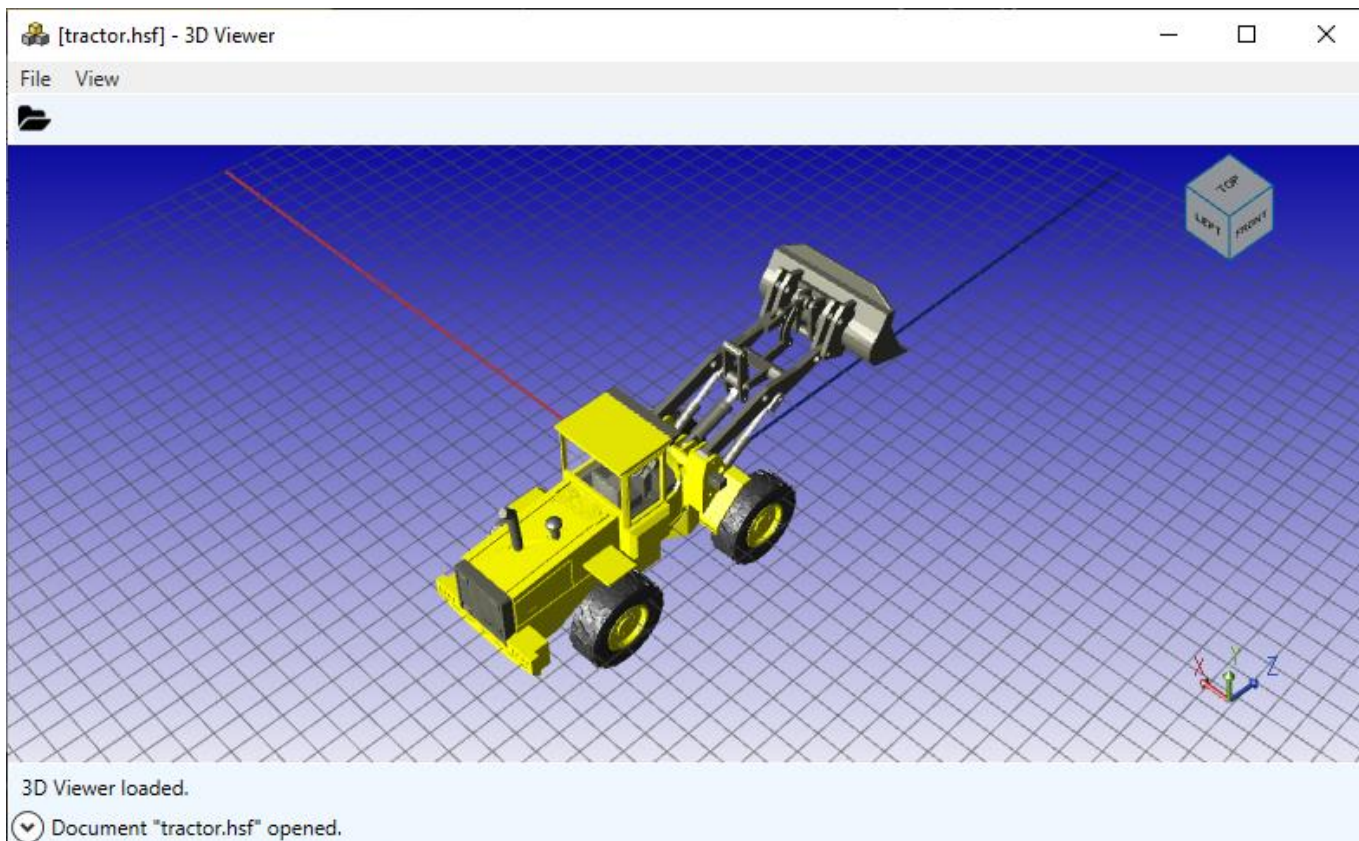 [tractor.hsf] - 3D Viewer
File View
TOP
LEFT FRONT
X Y Z
3D Viewer loaded.
Document "tractor.hsf" opened.